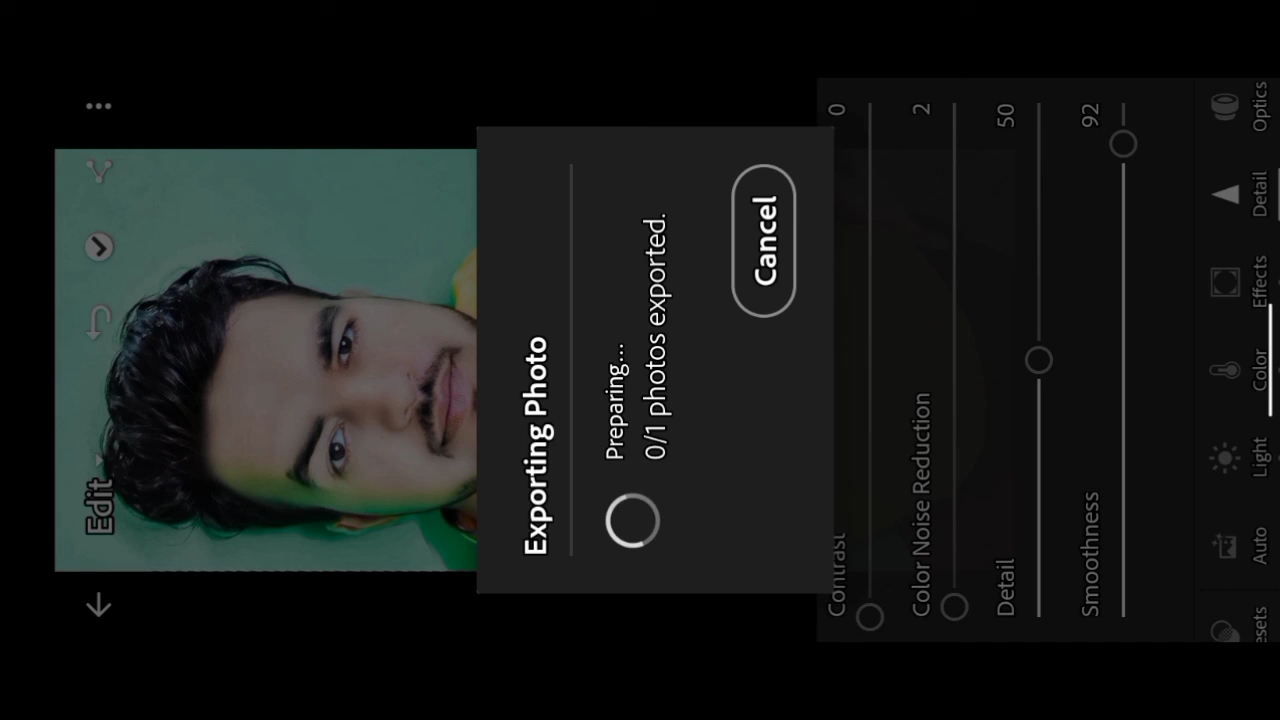 Edit
Exporting Photo
Preparing...
0/1 photos exported.
Cancel
Contrast 0
Color Noise Reduction 2
Detail 50
Smoothness 92
esets Auto Light Color Effects Detail Optics